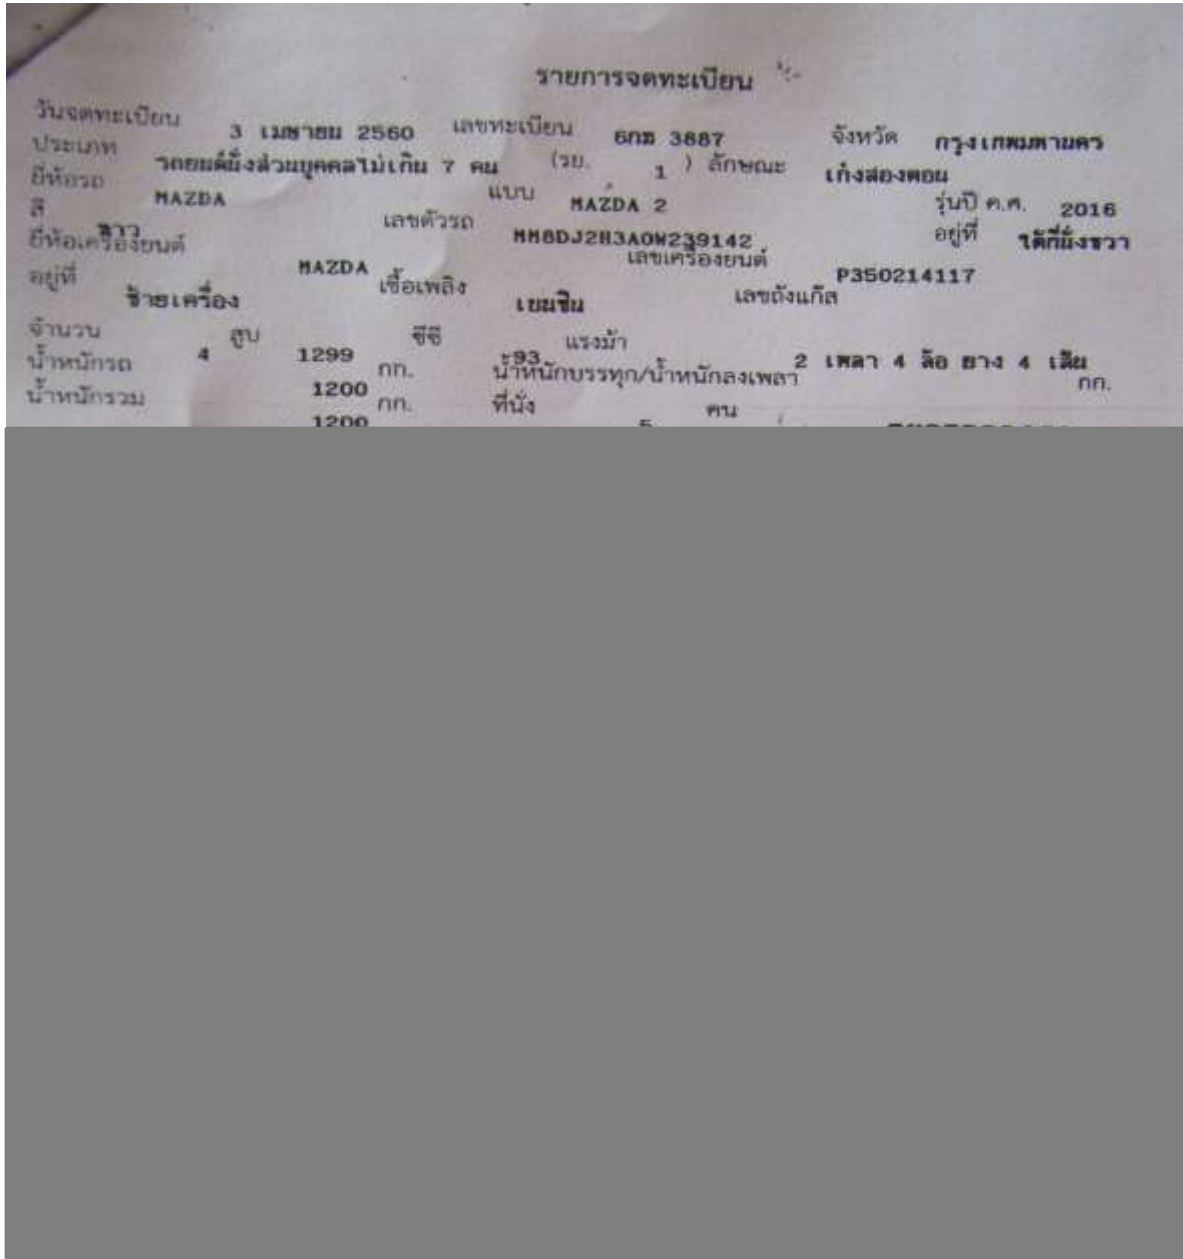 รายการจดทะเบียน
วันจดทะเบียน 3 เมษายน 2560 เลขทะเบียน 6กฆ 3887 จังหวัด กรุงเทพมหานคร
ประเภท รถยนต์นั่งส่วนบุคคลไม่เกิน 7 คน (รย. 1 ) ลักษณะ เก๋งสองตอน
ยี่ห้อรถ MAZDA แบบ MAZDA 2 รุ่นปี ค.ศ. 2016
สี ขาว เลขตัวรถ MM8DJ2H3A0W239142 อยู่ที่ ใต้ที่นั่งขวา
ยี่ห้อเครื่องยนต์ MAZDA เลขเครื่องยนต์ P350214117
อยู่ที่ ซ้ายเครื่อง เชื้อเพลิง เบนซิน เลขถังแก๊ส
จำนวน 4 สูบ 1299 ซีซี 93 แรงม้า 2 เพลา 4 ล้อ ยาง 4 เส้น
น้ำหนักรถ 1200 กก. น้ำหนักบรรทุก/น้ำหนักลงเพลา กก.
น้ำหนักรวม 1200 กก. ที่นั่ง 5 คน